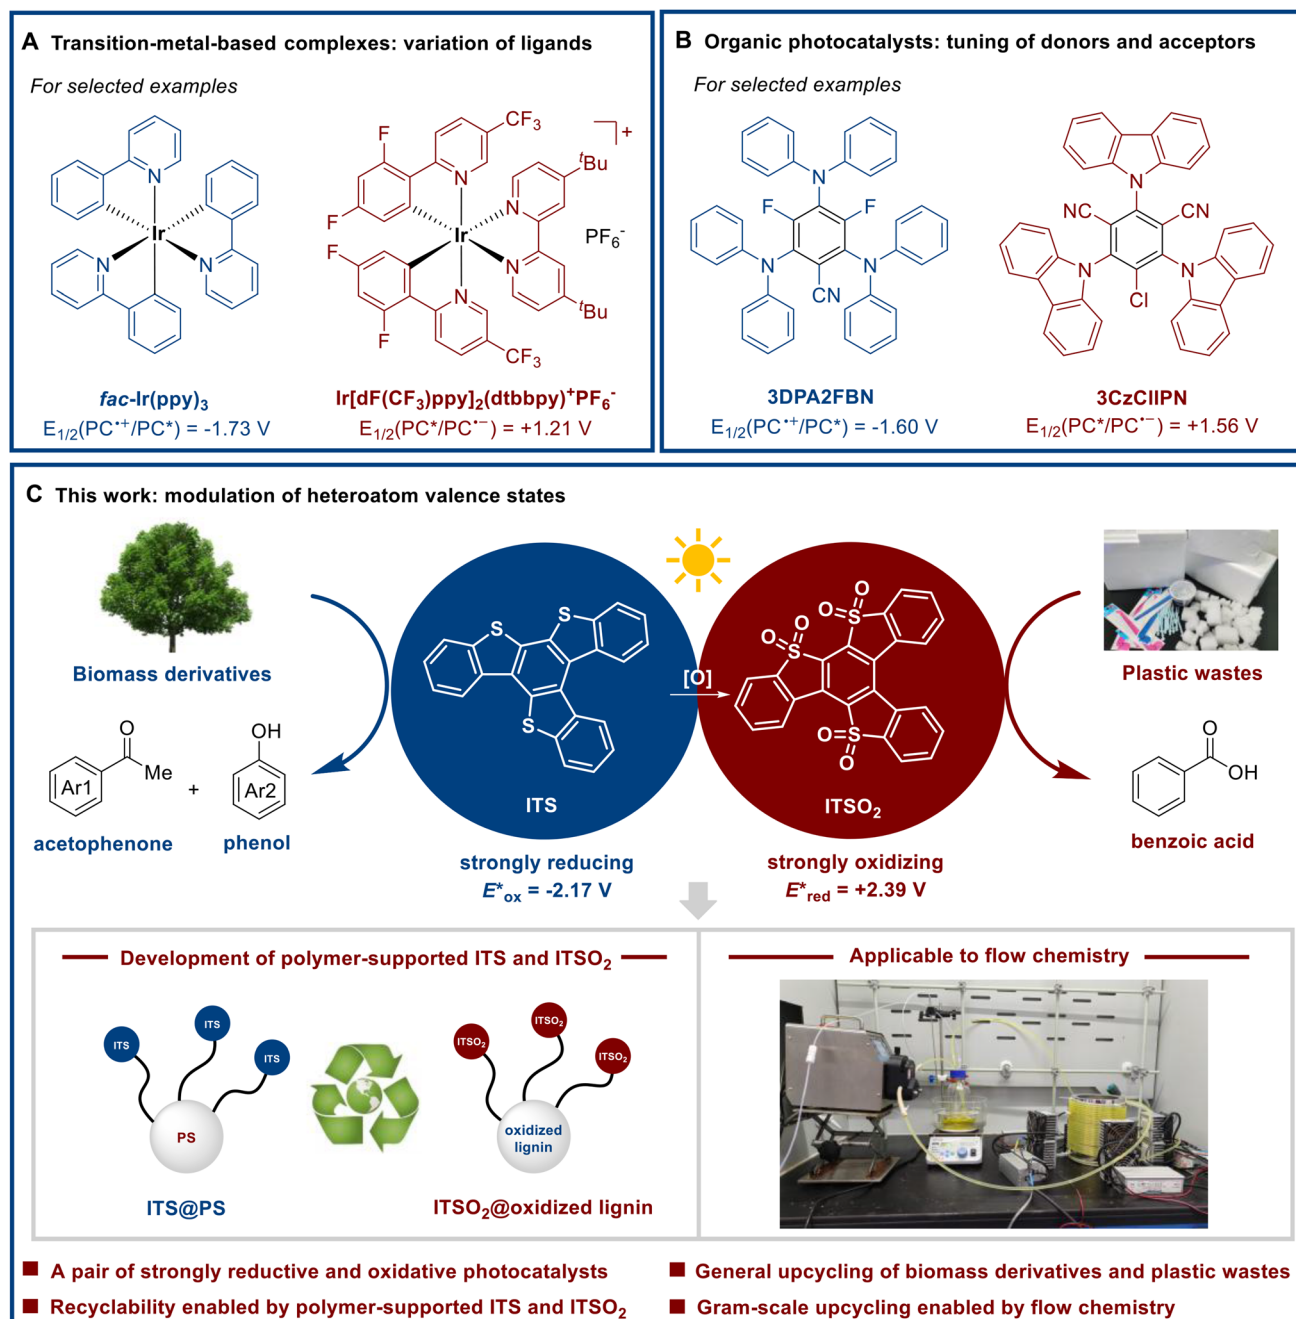 A Transition-metal-based complexes: variation of ligands
For selected examples
N
N
N
Ir
fac-Ir(ppy)3
E1/2(PC•+/PC*) = -1.73 V
CF3
F
F
F
F
N
N
N
N
Ir
+
tBu
PF6-
tBu
CF3
Ir[dF(CF3)ppy]2(dtbbpy)+PF6-
E1/2(PC*/PC•−) = +1.21 V
B Organic photocatalysts: tuning of donors and acceptors
For selected examples
N
F
F
N
N
CN
3DPA2FBN
E1/2(PC•+/PC*) = -1.60 V
N
NC
CN
N
N
Cl
3CzClIPN
E1/2(PC*/PC•−) = +1.56 V
C This work: modulation of heteroatom valence states
Biomass derivatives
O
Me
Ar1
+
OH
Ar2
acetophenone
phenol
S
S
S
ITS
[O]
O
O
S
O
O
S
O
S
O
ITSO2
strongly reducing
E*ox = -2.17 V
strongly oxidizing
E*red = +2.39 V
Plastic wastes
O
OH
benzoic acid
Development of polymer-supported ITS and ITSO2
ITS
ITS
ITS
PS
ITS@PS
ITSO2
ITSO2
ITSO2
oxidized
lignin
ITSO2@oxidized lignin
Applicable to flow chemistry
A pair of strongly reductive and oxidative photocatalysts
Recyclability enabled by polymer-supported ITS and ITSO2
General upcycling of biomass derivatives and plastic wastes
Gram-scale upcycling enabled by flow chemistry